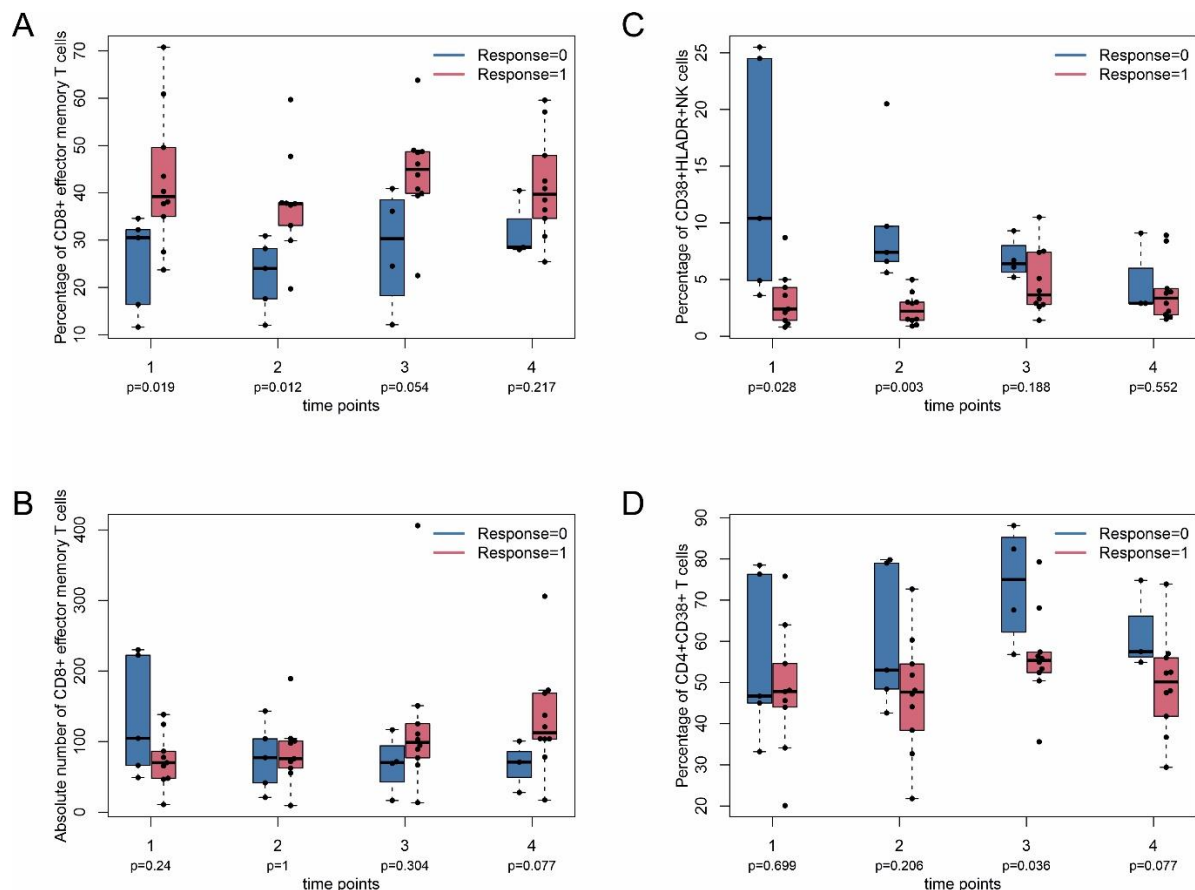 A
Percentage of CD8+ effector memory T cells
70
60
50
40
30
20
10
Response=0
Response=1
1 2 3 4
p=0.019 p=0.012 p=0.054 p=0.217
time points
C
Percentage of CD38+HLADR+NK cells
25
20
15
10
5
0
Response=0
Response=1
1 2 3 4
p=0.028 p=0.003 p=0.188 p=0.552
time points
B
Absolute number of CD8+ effector memory T cells
400
300
200
100
0
Response=0
Response=1
1 2 3 4
p=0.24 p=1 p=0.304 p=0.077
time points
D
Percentage of CD4+CD38+ T cells
90
80
70
60
50
40
30
20
Response=0
Response=1
1 2 3 4
p=0.699 p=0.206 p=0.036 p=0.077
time points